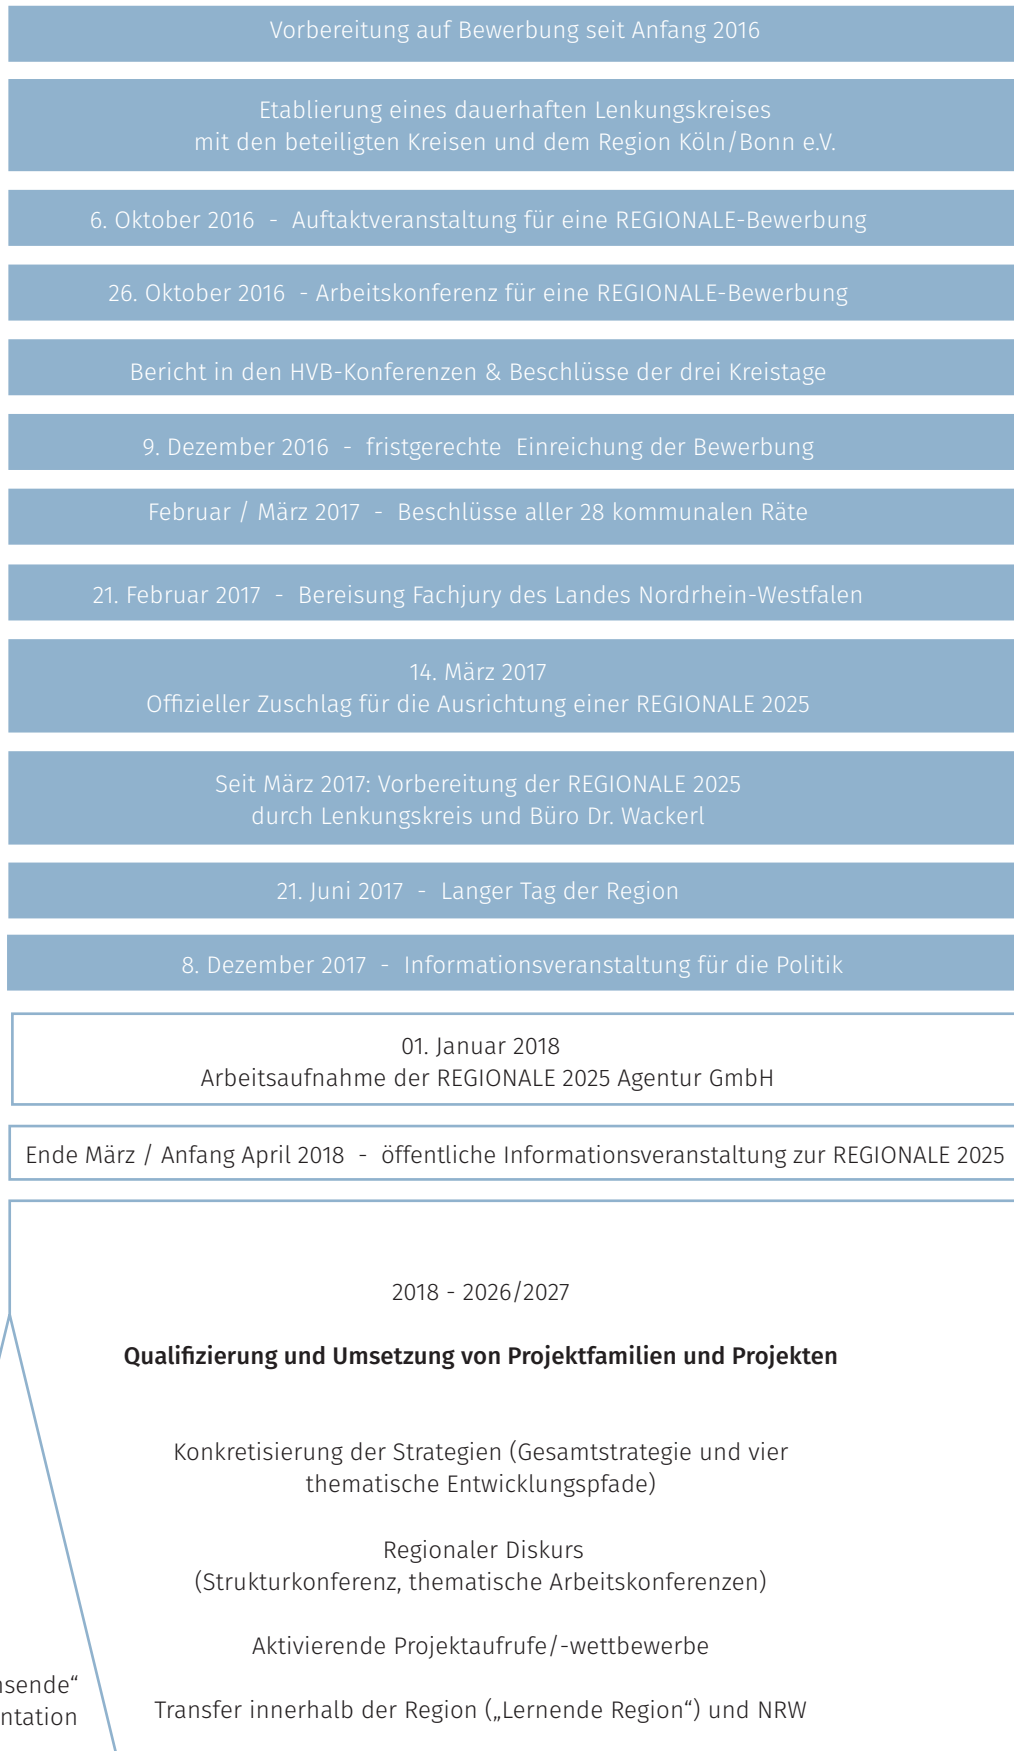 Vorbereitung auf Bewerbung seit Anfang 2016
Etablierung eines dauerhaften Lenkungskreises
mit den beteiligten Kreisen und dem Region Köln/Bonn e.V.
6. Oktober 2016 - Auftaktveranstaltung für eine REGIONALE-Bewerbung
26. Oktober 2016 - Arbeitskonferenz für eine REGIONALE-Bewerbung
Bericht in den HVB-Konferenzen & Beschlüsse der drei Kreistage
9. Dezember 2016 - fristgerechte Einreichung der Bewerbung
Februar / März 2017 - Beschlüsse aller 28 kommunalen Räte
21. Februar 2017 - Bereisung Fachjury des Landes Nordrhein-Westfalen
14. März 2017
Offizieller Zuschlag für die Ausrichtung einer REGIONALE 2025
Seit März 2017: Vorbereitung der REGIONALE 2025
durch Lenkungskreis und Büro Dr. Wackerl
21. Juni 2017 - Langer Tag der Region
8. Dezember 2017 - Informationsveranstaltung für die Politik
01. Januar 2018
Arbeitsaufnahme der REGIONALE 2025 Agentur GmbH
Ende März / Anfang April 2018 - öffentliche Informationsveranstaltung zur REGIONALE 2025
2018 - 2026/2027
Qualifizierung und Umsetzung von Projektfamilien und Projekten
Konkretisierung der Strategien (Gesamtstrategie und vier
thematische Entwicklungspfade)
Regionaler Diskurs
(Strukturkonferenz, thematische Arbeitskonferenzen)
Aktivierende Projektaufrufe/-wettbewerbe
Transfer innerhalb der Region („Lernende Region“) und NRW
nsende“
ntation